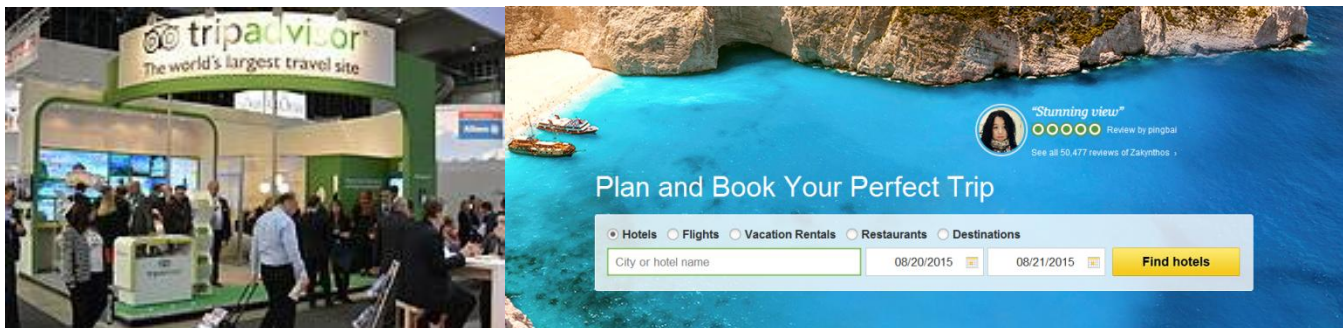 tripadvisor
The world's largest travel site
Allianz
tripadvisor
"Stunning view"
Review by pingbai
See all 50,477 reviews of Zakynthos ›
Plan and Book Your Perfect Trip
Hotels Flights Vacation Rentals Restaurants Destinations
City or hotel name 08/20/2015 08/21/2015 Find hotels